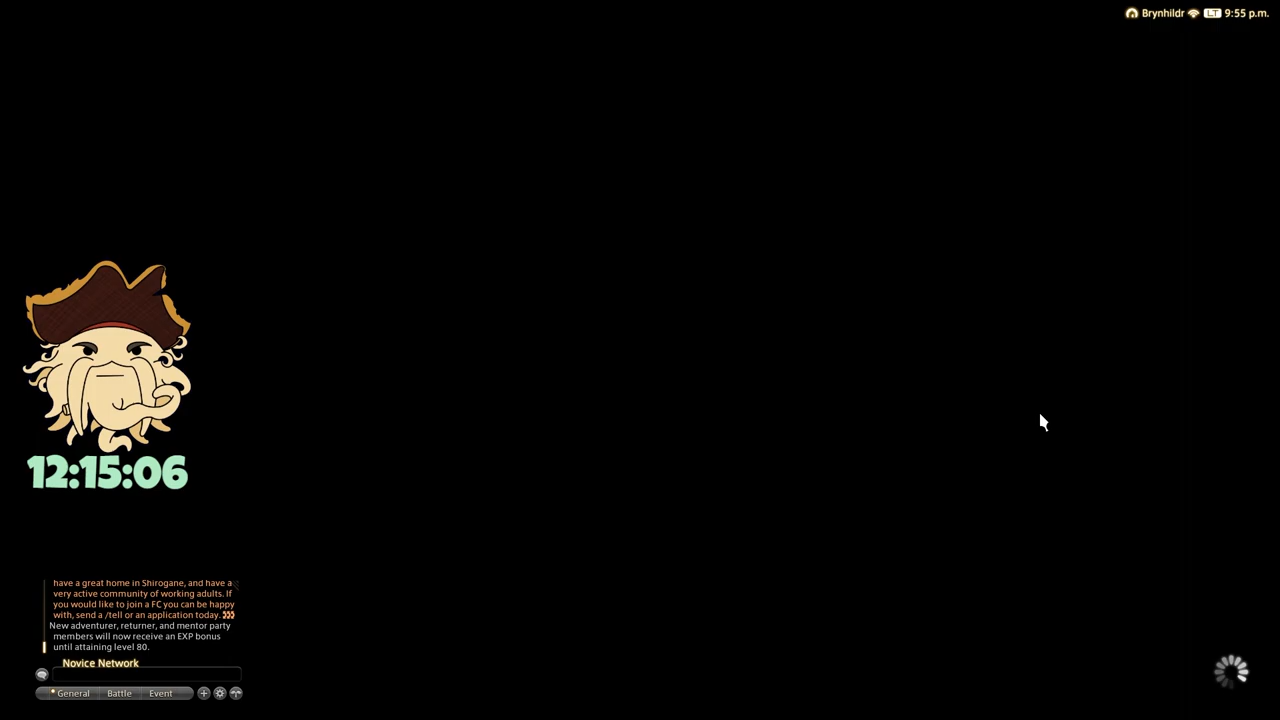 Brynhildr LT 9:55 p.m.
12:15:06
have a great home in Shirogane, and have a
very active community of working adults. If
you would like to join a FC you can be happy
with, send a /tell or an application today.
New adventurer, returner, and mentor party
members will now receive an EXP bonus
until attaining level 80.
Novice Network
General Battle Event